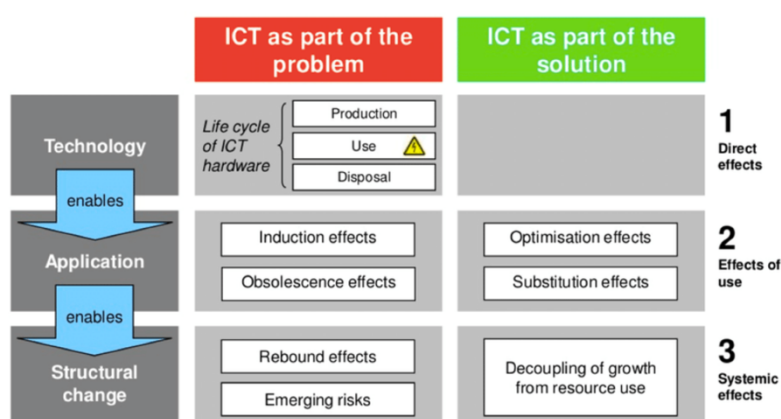 ICT as part of the
problem
ICT as part of the
solution
Technology
Life cycle
of ICT
hardware
Production
Use
Disposal
1
Direct
effects
enables
Application
Induction effects
Obsolescence effects
Optimisation effects
Substitution effects
2
Effects of
use
enables
Structural
change
Rebound effects
Emerging risks
Decoupling of growth
from resource use
3
Systemic
effects